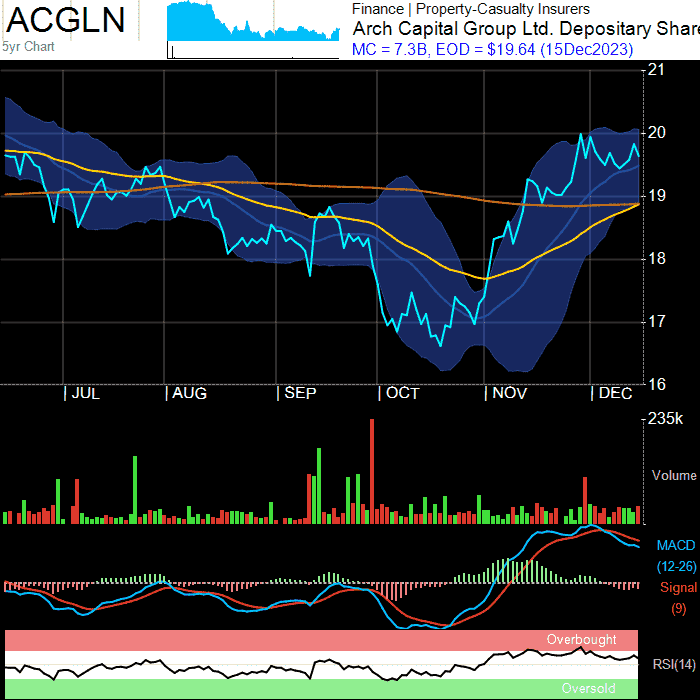 ACGLN
5yr Chart
Finance | Property-Casualty Insurers
Arch Capital Group Ltd. Depositary Share
MC = 7.3B, EOD = $19.64 (15Dec2023)
21
20
19
18
17
16
| JUL | AUG | SEP | OCT | NOV | DEC
235k
Volume
MACD
(12-26)
Signal
(9)
Overbought
RSI(14)
Oversold